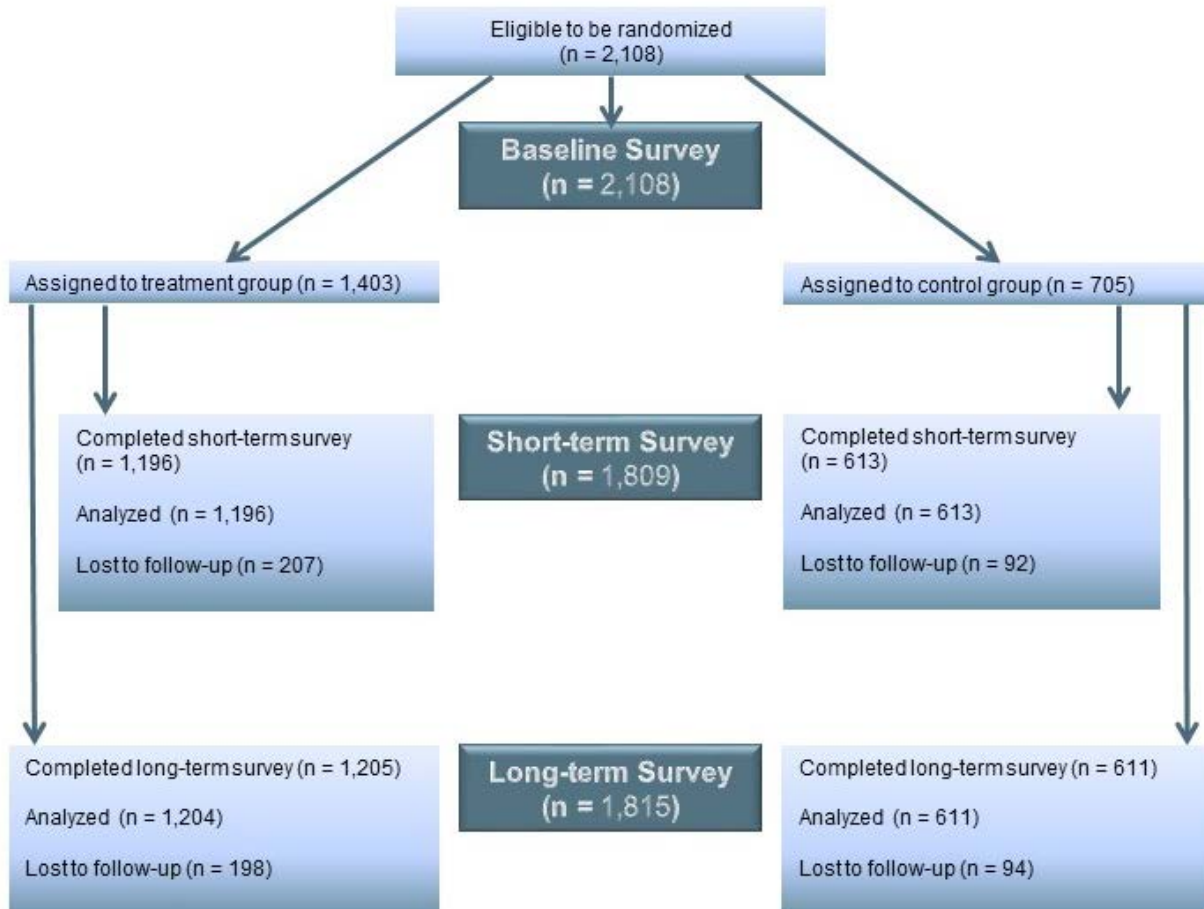 Eligible to be randomized
(n = 2,108)
Baseline Survey
(n = 2,108)
Assigned to treatment group (n = 1,403)
Assigned to control group (n = 705)
Completed short-term survey
(n = 1,196)
Analyzed (n = 1,196)
Lost to follow-up (n = 207)
Short-term Survey
(n = 1,809)
Completed short-term survey
(n = 613)
Analyzed (n = 613)
Lost to follow-up (n = 92)
Completed long-term survey (n = 1,205)
Analyzed (n = 1,204)
Lost to follow-up (n = 198)
Long-term Survey
(n = 1,815)
Completed long-term survey (n = 611)
Analyzed (n = 611)
Lost to follow-up (n = 94)